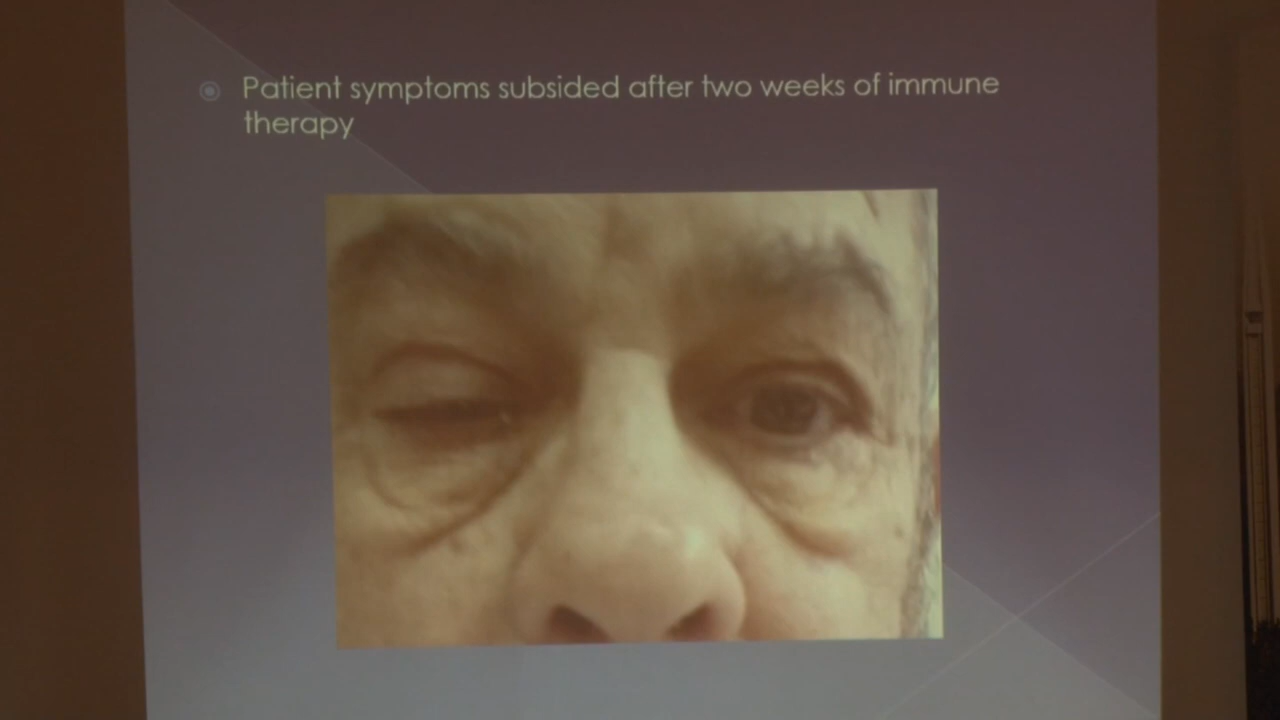 Patient symptoms subsided after two weeks of immune
therapy